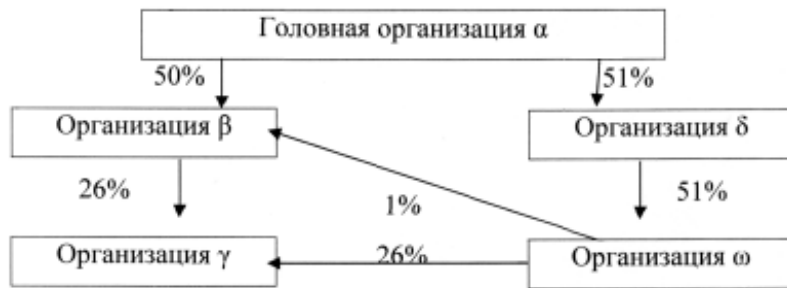 Головная организация α
50%
51%
Организация β
Организация δ
26%
1%
51%
Организация γ
26%
Организация ω